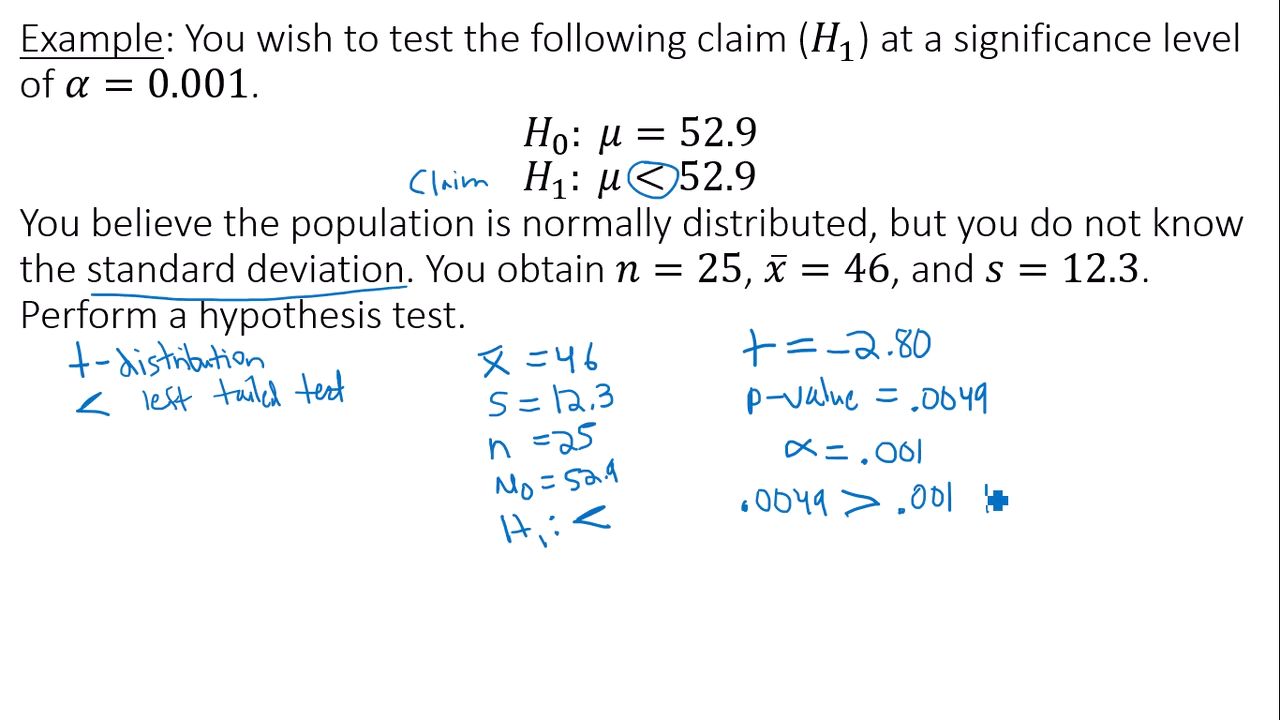 Example: You wish to test the following claim (H₁) at a significance level
of α = 0.001.
H₀: μ = 52.9
Claim H₁: μ < 52.9
You believe the population is normally distributed, but you do not know
the standard deviation. You obtain n = 25, x̄ = 46, and s = 12.3.
Perform a hypothesis test.
t-distribution
< left tailed test
x̄ = 46
s = 12.3
n = 25
μ₀ = 52.9
H₁: <
t = -2.80
p-value = .0049
α = .001
.0049 > .001